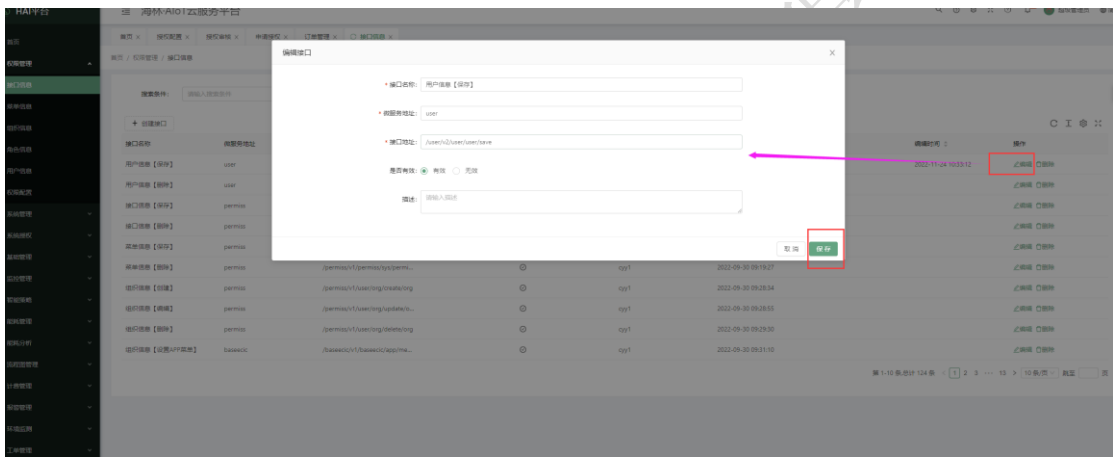 HAI平台
海林·AIoT云服务平台
首页 × 授权配置 × 授权审核 × 申请授权 × 订单管理 × 接口信息 ×
首页 / 权限管理 / 接口信息
首页
权限管理
接口信息
菜单信息
组织信息
角色信息
用户信息
权限配置
系统管理
系统授权
基础管理
监控管理
智能策略
能耗管理
能耗分析
计费管理
报警管理
环境监测
工单管理
编辑接口
* 接口名称: 用户信息【保存】
* 微服务地址: user
* 接口地址: /user/v2/user/user/save
是否有效: 有效 无效
描述: 请输入描述
取 消 保 存
搜索条件: 请输入搜索条件
+ 创建接口
接口名称 微服务地址 编辑时间 操作
用户信息【保存】 user 2022-11-24 10:33:12 编辑 删除
用户信息【删除】 user 编辑 删除
接口信息【保存】 permiss 编辑 删除
接口信息【删除】 permiss 编辑 删除
菜单信息【保存】 permiss 编辑 删除
菜单信息【删除】 permiss /permiss/v1/permiss/sys/permi... cyy1 2022-09-30 09:19:27 编辑 删除
组织信息【创建】 permiss /permiss/v1/user/org/create/org cyy1 2022-09-30 09:28:34 编辑 删除
组织信息【编辑】 permiss /permiss/v1/user/org/update/o... cyy1 2022-09-30 09:28:55 编辑 删除
组织信息【删除】 permiss /permiss/v1/user/org/delete/org cyy1 2022-09-30 09:29:30 编辑 删除
组织信息【设置APP菜单】 baseacic /baseacic/v1/baseacic/app/me... cyy1 2022-09-30 09:31:10 编辑 删除
第 1-10 条/总计 124 条 < 1 2 3 ··· 13 > 10 条/页 跳至 页